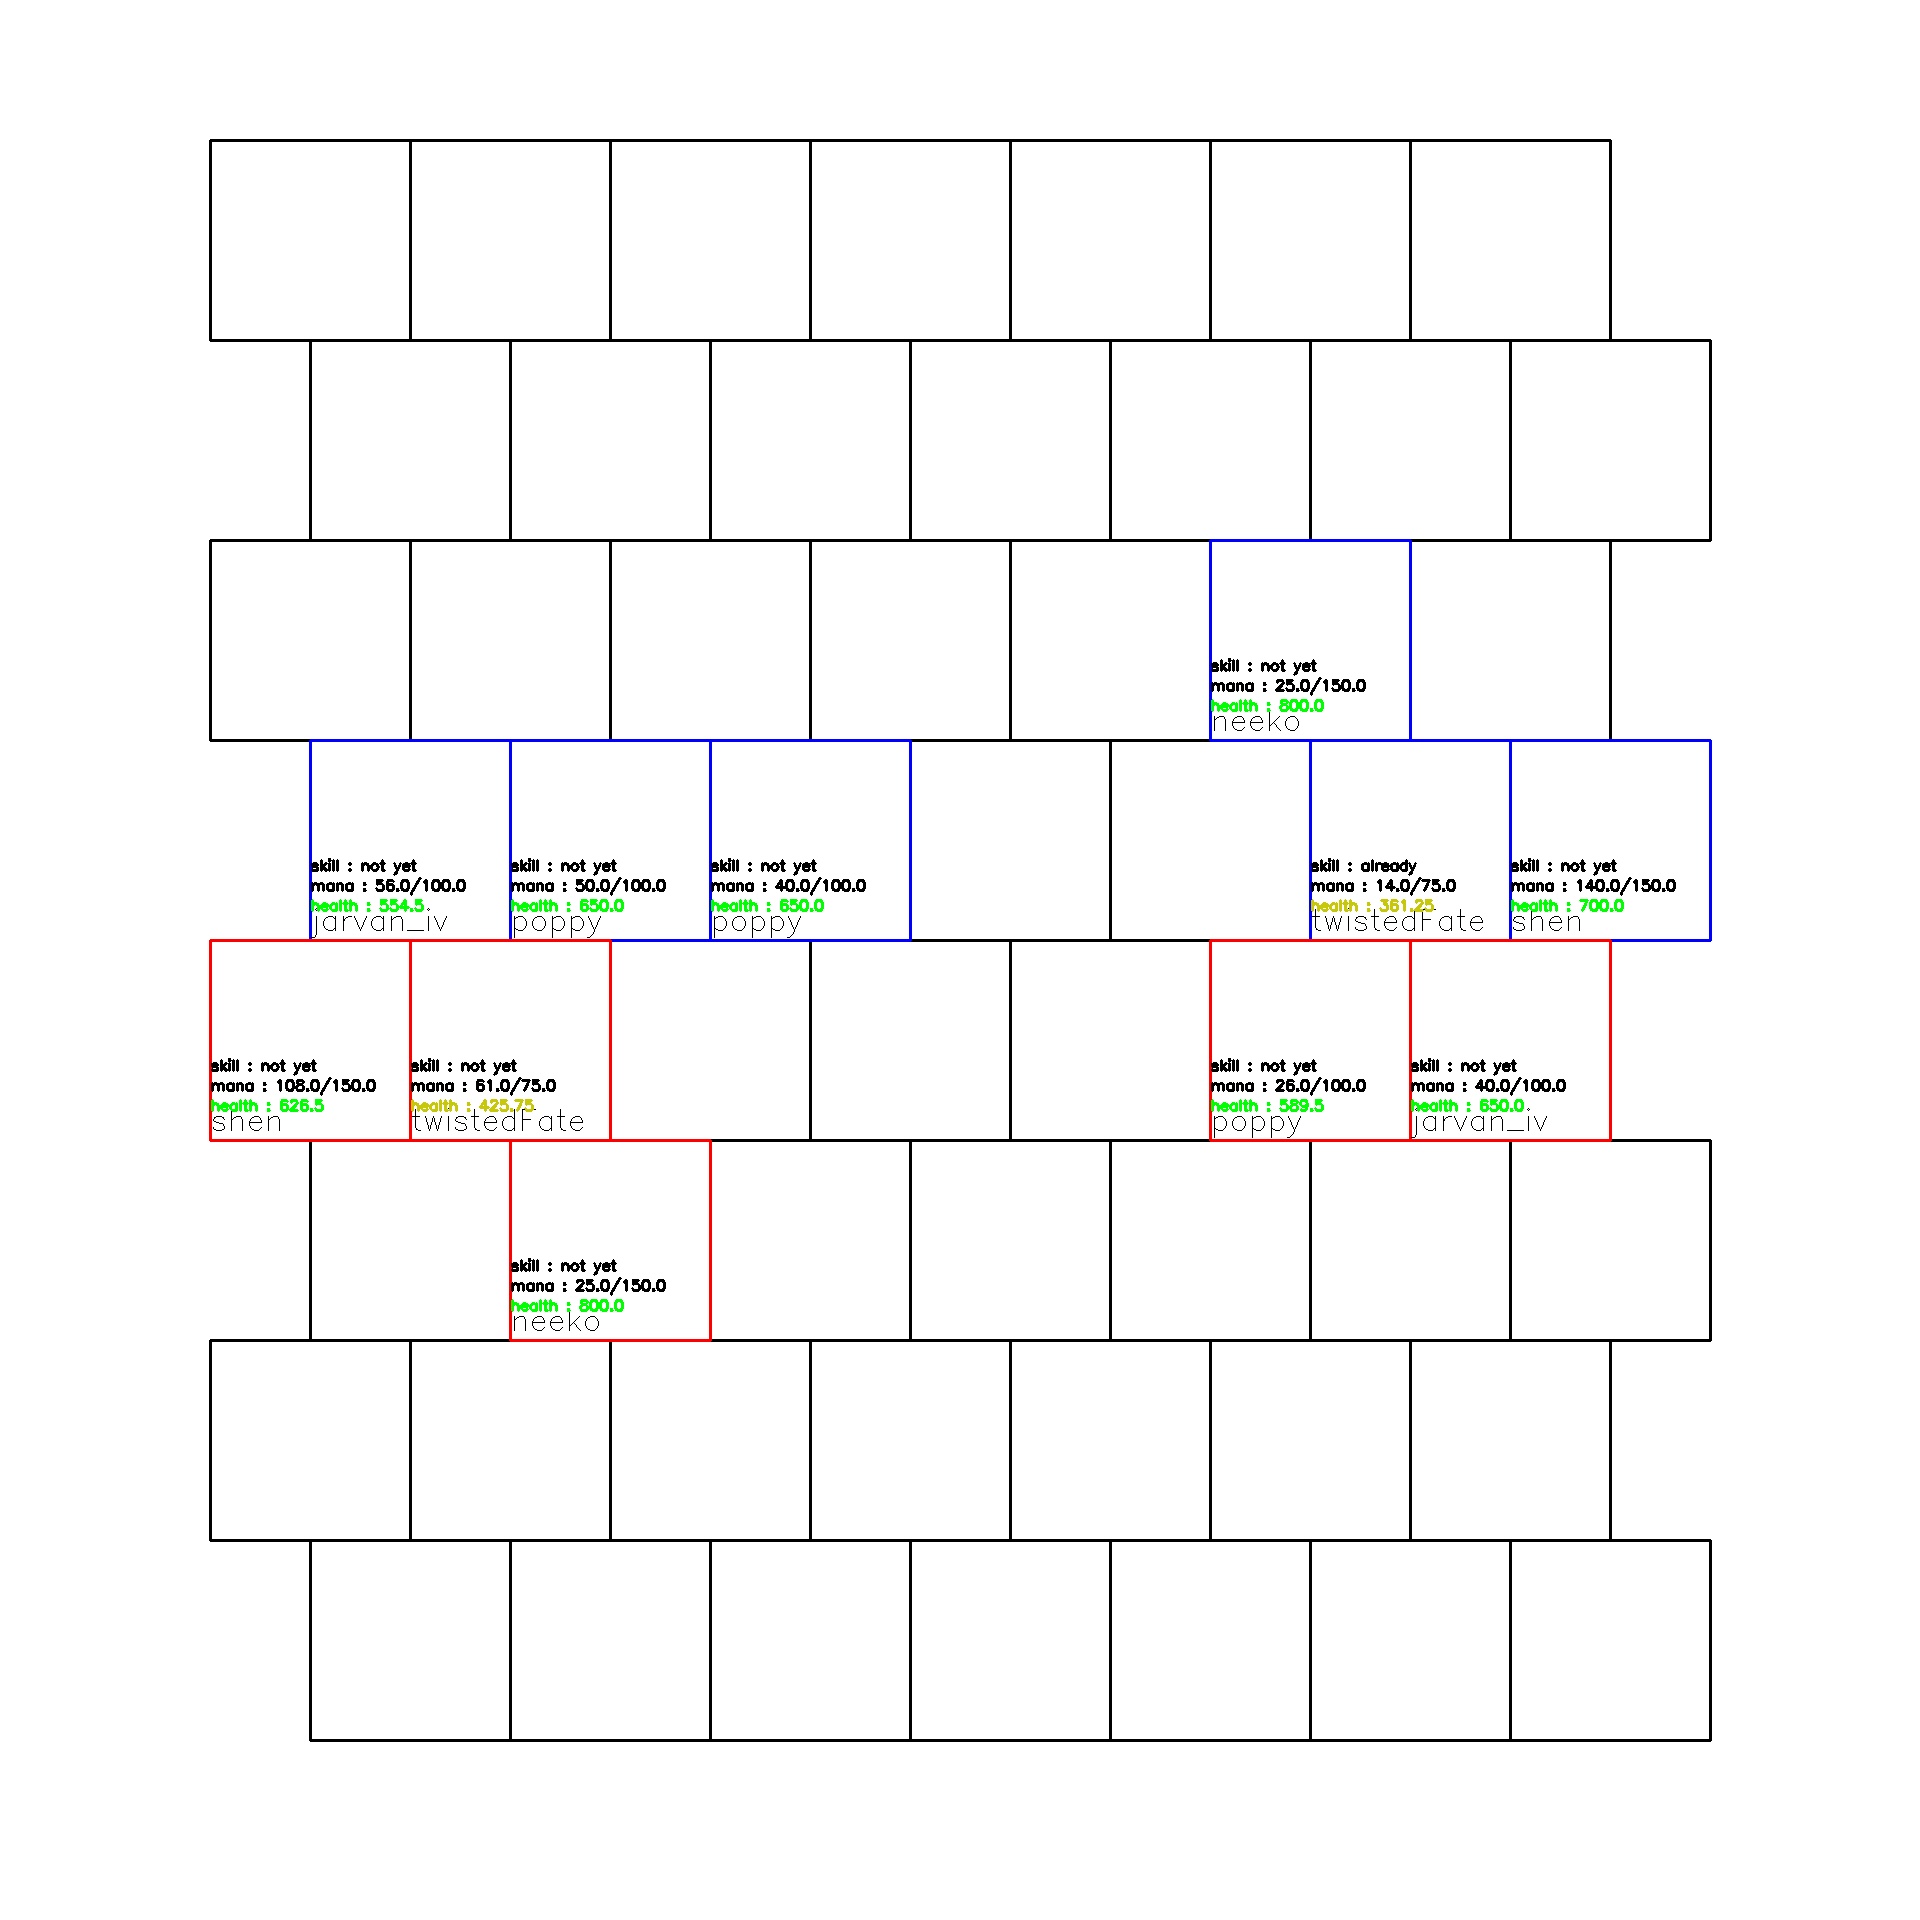 skill : not yet
mana : 25.0/150.0
health : 800.0
neeko
skill : not yet
mana : 56.0/100.0
health : 554.5
jarvan_iv
skill : not yet
mana : 50.0/100.0
health : 650.0
poppy
skill : not yet
mana : 40.0/100.0
health : 650.0
poppy
skill : already
mana : 14.0/75.0
health : 361.25
twistedFate
skill : not yet
mana : 140.0/150.0
health : 700.0
shen
skill : not yet
mana : 108.0/150.0
health : 626.5
shen
skill : not yet
mana : 61.0/75.0
health : 425.75
twistedFate
skill : not yet
mana : 26.0/100.0
health : 589.5
poppy
skill : not yet
mana : 40.0/100.0
health : 650.0
jarvan_iv
skill : not yet
mana : 25.0/150.0
health : 800.0
neeko